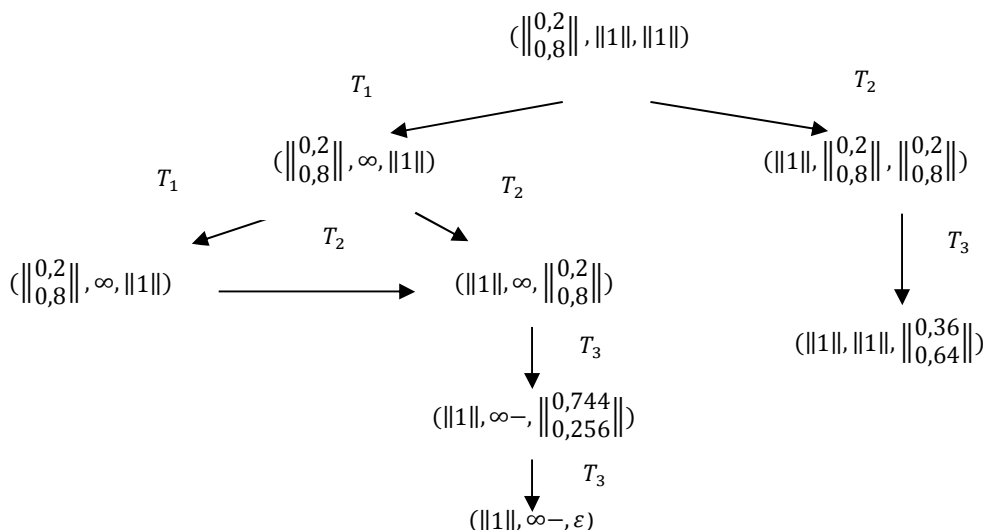 (‖0,2 0,8‖, ‖1‖, ‖1‖)
T₁ T₂
(‖0,2 0,8‖, ∞, ‖1‖) (‖1‖, ‖0,2 0,8‖, ‖0,2 0,8‖)
T₁ T₂
T₂ T₃
(‖0,2 0,8‖, ∞, ‖1‖) (‖1‖, ∞, ‖0,2 0,8‖)
T₃ (‖1‖, ‖1‖, ‖0,36 0,64‖)
(‖1‖, ∞−, ‖0,744 0,256‖)
T₃
(‖1‖, ∞−, ε)